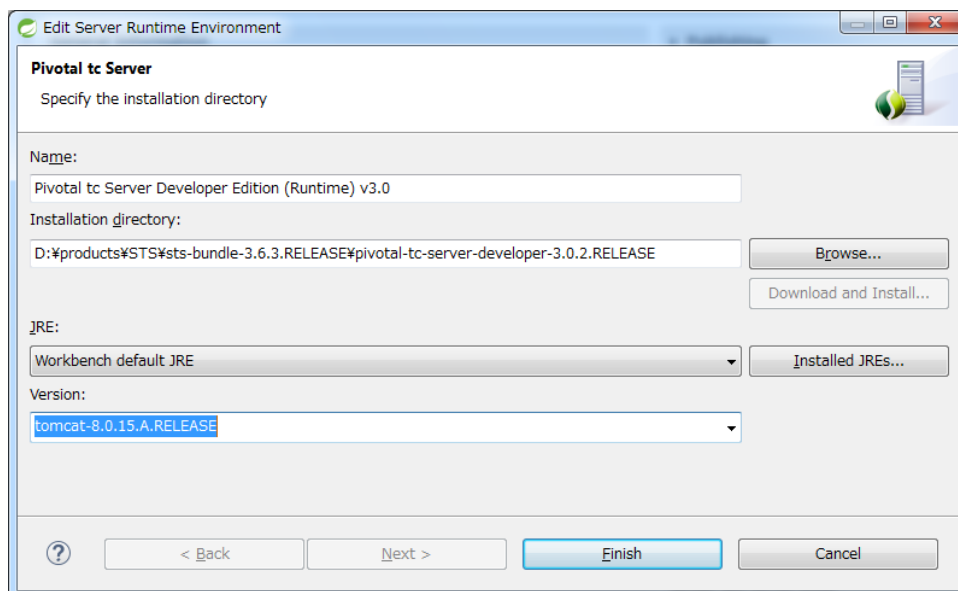 Edit Server Runtime Environment
Pivotal tc Server
Specify the installation directory
Name:
Pivotal tc Server Developer Edition (Runtime) v3.0
Installation directory:
D:¥products¥STS¥sts-bundle-3.6.3.RELEASE¥pivotal-tc-server-developer-3.0.2.RELEASE
Browse...
Download and Install...
JRE:
Workbench default JRE
Installed JREs...
Version:
tomcat-8.0.15.A.RELEASE
?
< Back
Next >
Finish
Cancel